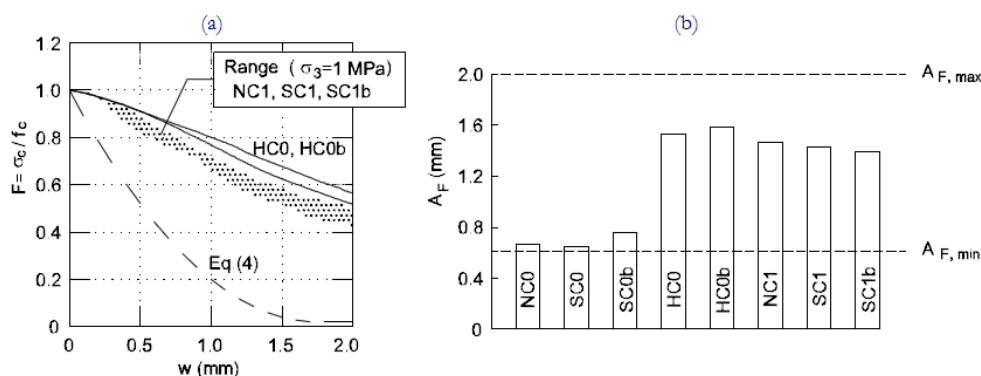 (a)
1.2
1.0
0.8
0.6
0.4
0.2
0
F = σc / fc
Range ( σ3=1 MPa)
NC1, SC1, SC1b
HC0, HC0b
Eq.(4)
0 0.5 1.0 1.5 2.0
w (mm)
(b)
2.0
1.6
1.2
0.8
0.4
0
AF (mm)
A F, max
A F, min
NC0
SC0
SC0b
HC0
HC0b
NC1
SC1
SC1b